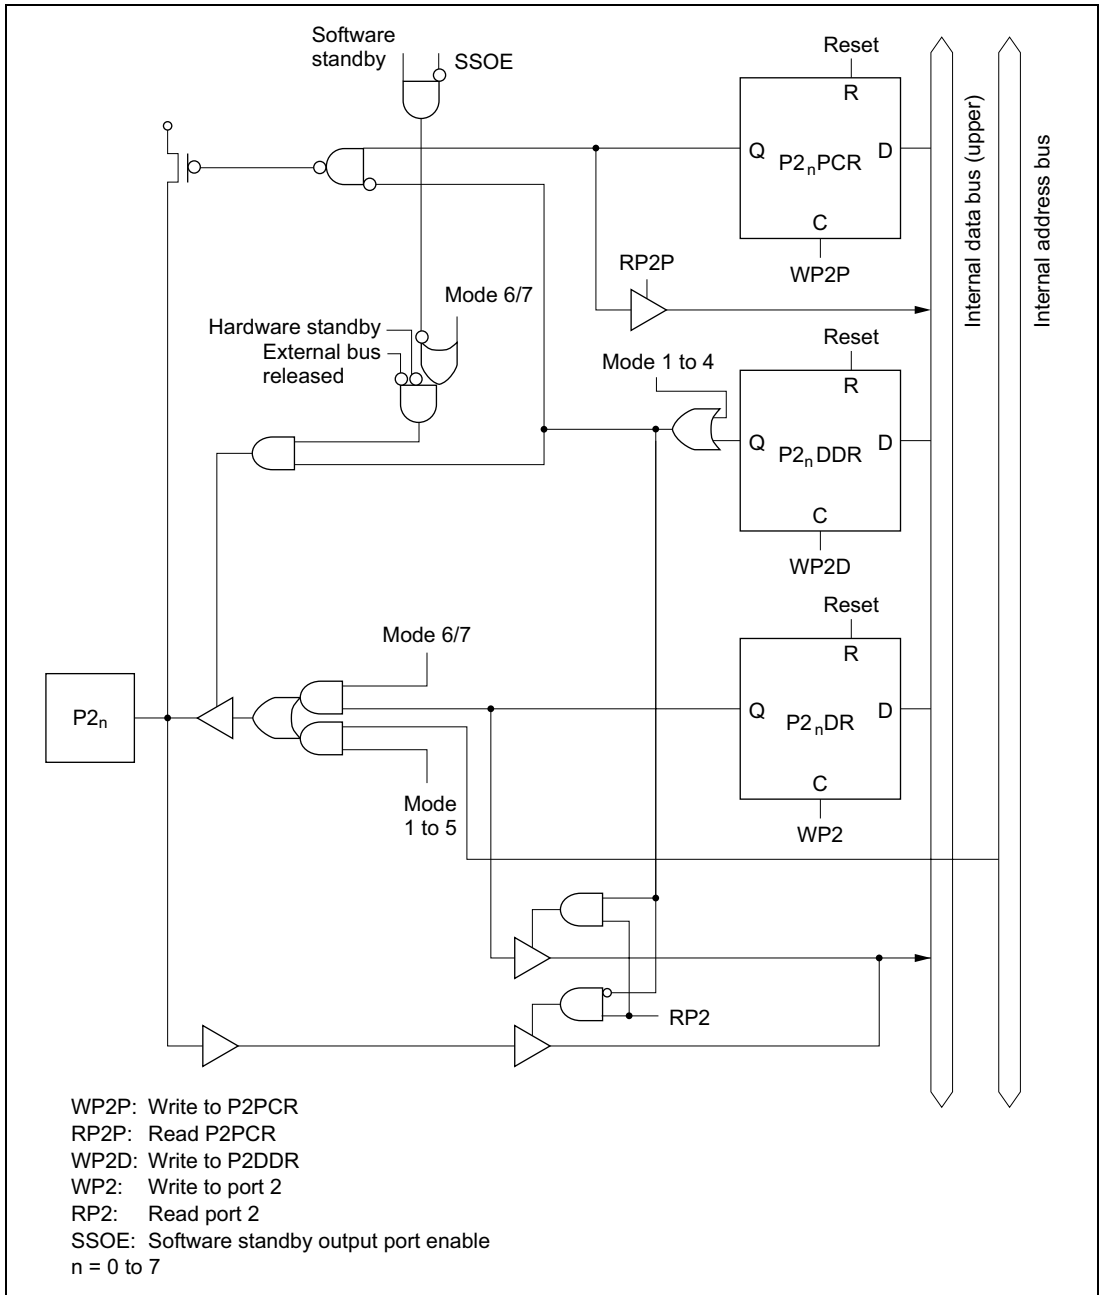 Software
standby
SSOE
Reset
R
Q
P2nPCR
D
C
WP2P
Internal data bus (upper)
Internal address bus
RP2P
Mode 6/7
Hardware standby
External bus
released
Reset
Mode 1 to 4
R
Q
P2nDDR
D
C
WP2D
Reset
Mode 6/7
R
P2n
Q
P2nDR
D
C
Mode
1 to 5
WP2
RP2
WP2P: Write to P2PCR
RP2P: Read P2PCR
WP2D: Write to P2DDR
WP2: Write to port 2
RP2: Read port 2
SSOE: Software standby output port enable
n = 0 to 7